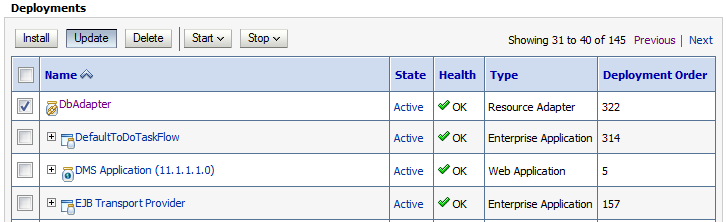 Deployments
Install Update Delete Start Stop Showing 31 to 40 of 145 Previous | Next
Name State Health Type Deployment Order
DbAdapter Active OK Resource Adapter 322
DefaultToDoTaskFlow Active OK Enterprise Application 314
DMS Application (11.1.1.1.0) Active OK Web Application 5
EJB Transport Provider Active OK Enterprise Application 157